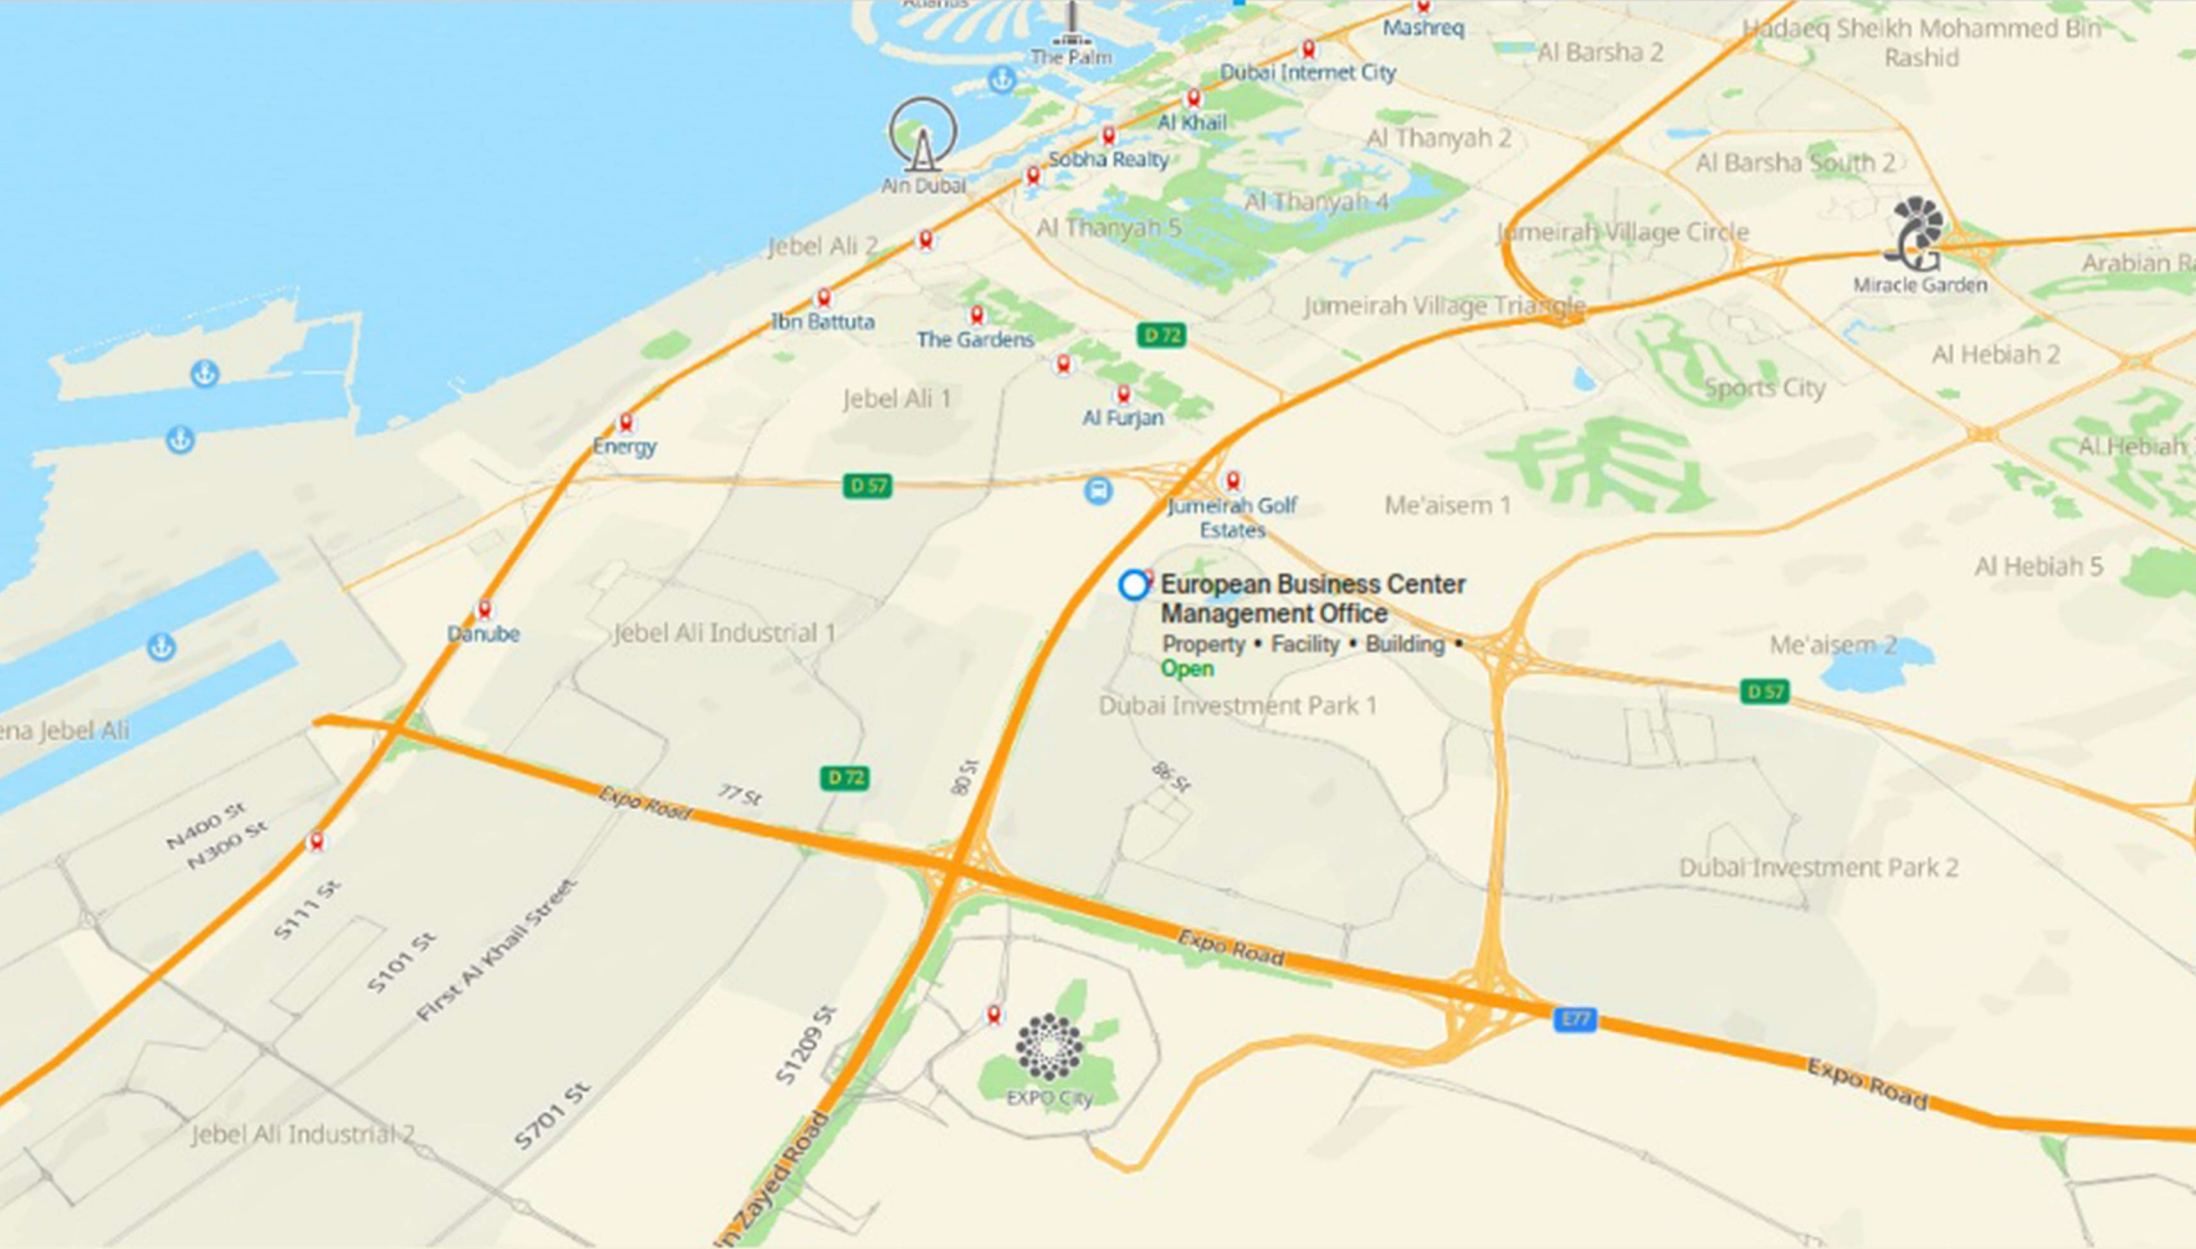 Atlantis
The Palm
Mashreq
Dubai Internet City
Al Barsha 2
Hadaeq Sheikh Mohammed Bin
Rashid
Al Khail
Al Thanyah 2
Sobha Realty
Al Barsha South 2
Ain Dubai
Al Thanyah 4
Al Thanyah 5
Jumeirah Village Circle
Jebel Ali 2
Arabian
Miracle Garden
Jumeirah Village Triangle
Ibn Battuta
The Gardens
D 72
Al Hebiah 2
Jebel Ali 1
Sports City
Al Furjan
Energy
Al Hebiah
D 57
Jumeirah Golf
Estates
Me'aisem 1
Al Hebiah 5
European Business Center
Management Office
Property • Facility • Building •
Open
Danube
Jebel Ali Industrial 1
Me'aisem 2
D 57
Dubai Investment Park 1
ena Jebel Ali
D 72
80 St
86 St
77 St
Expo Road
N400 St
N300 St
Dubai Investment Park 2
S111 St
First Al Khail Street
S101 St
Expo Road
E77
S1209 St
EXPO City
Expo Road
S701 St
Jebel Ali Industrial 2
in Zayed Road